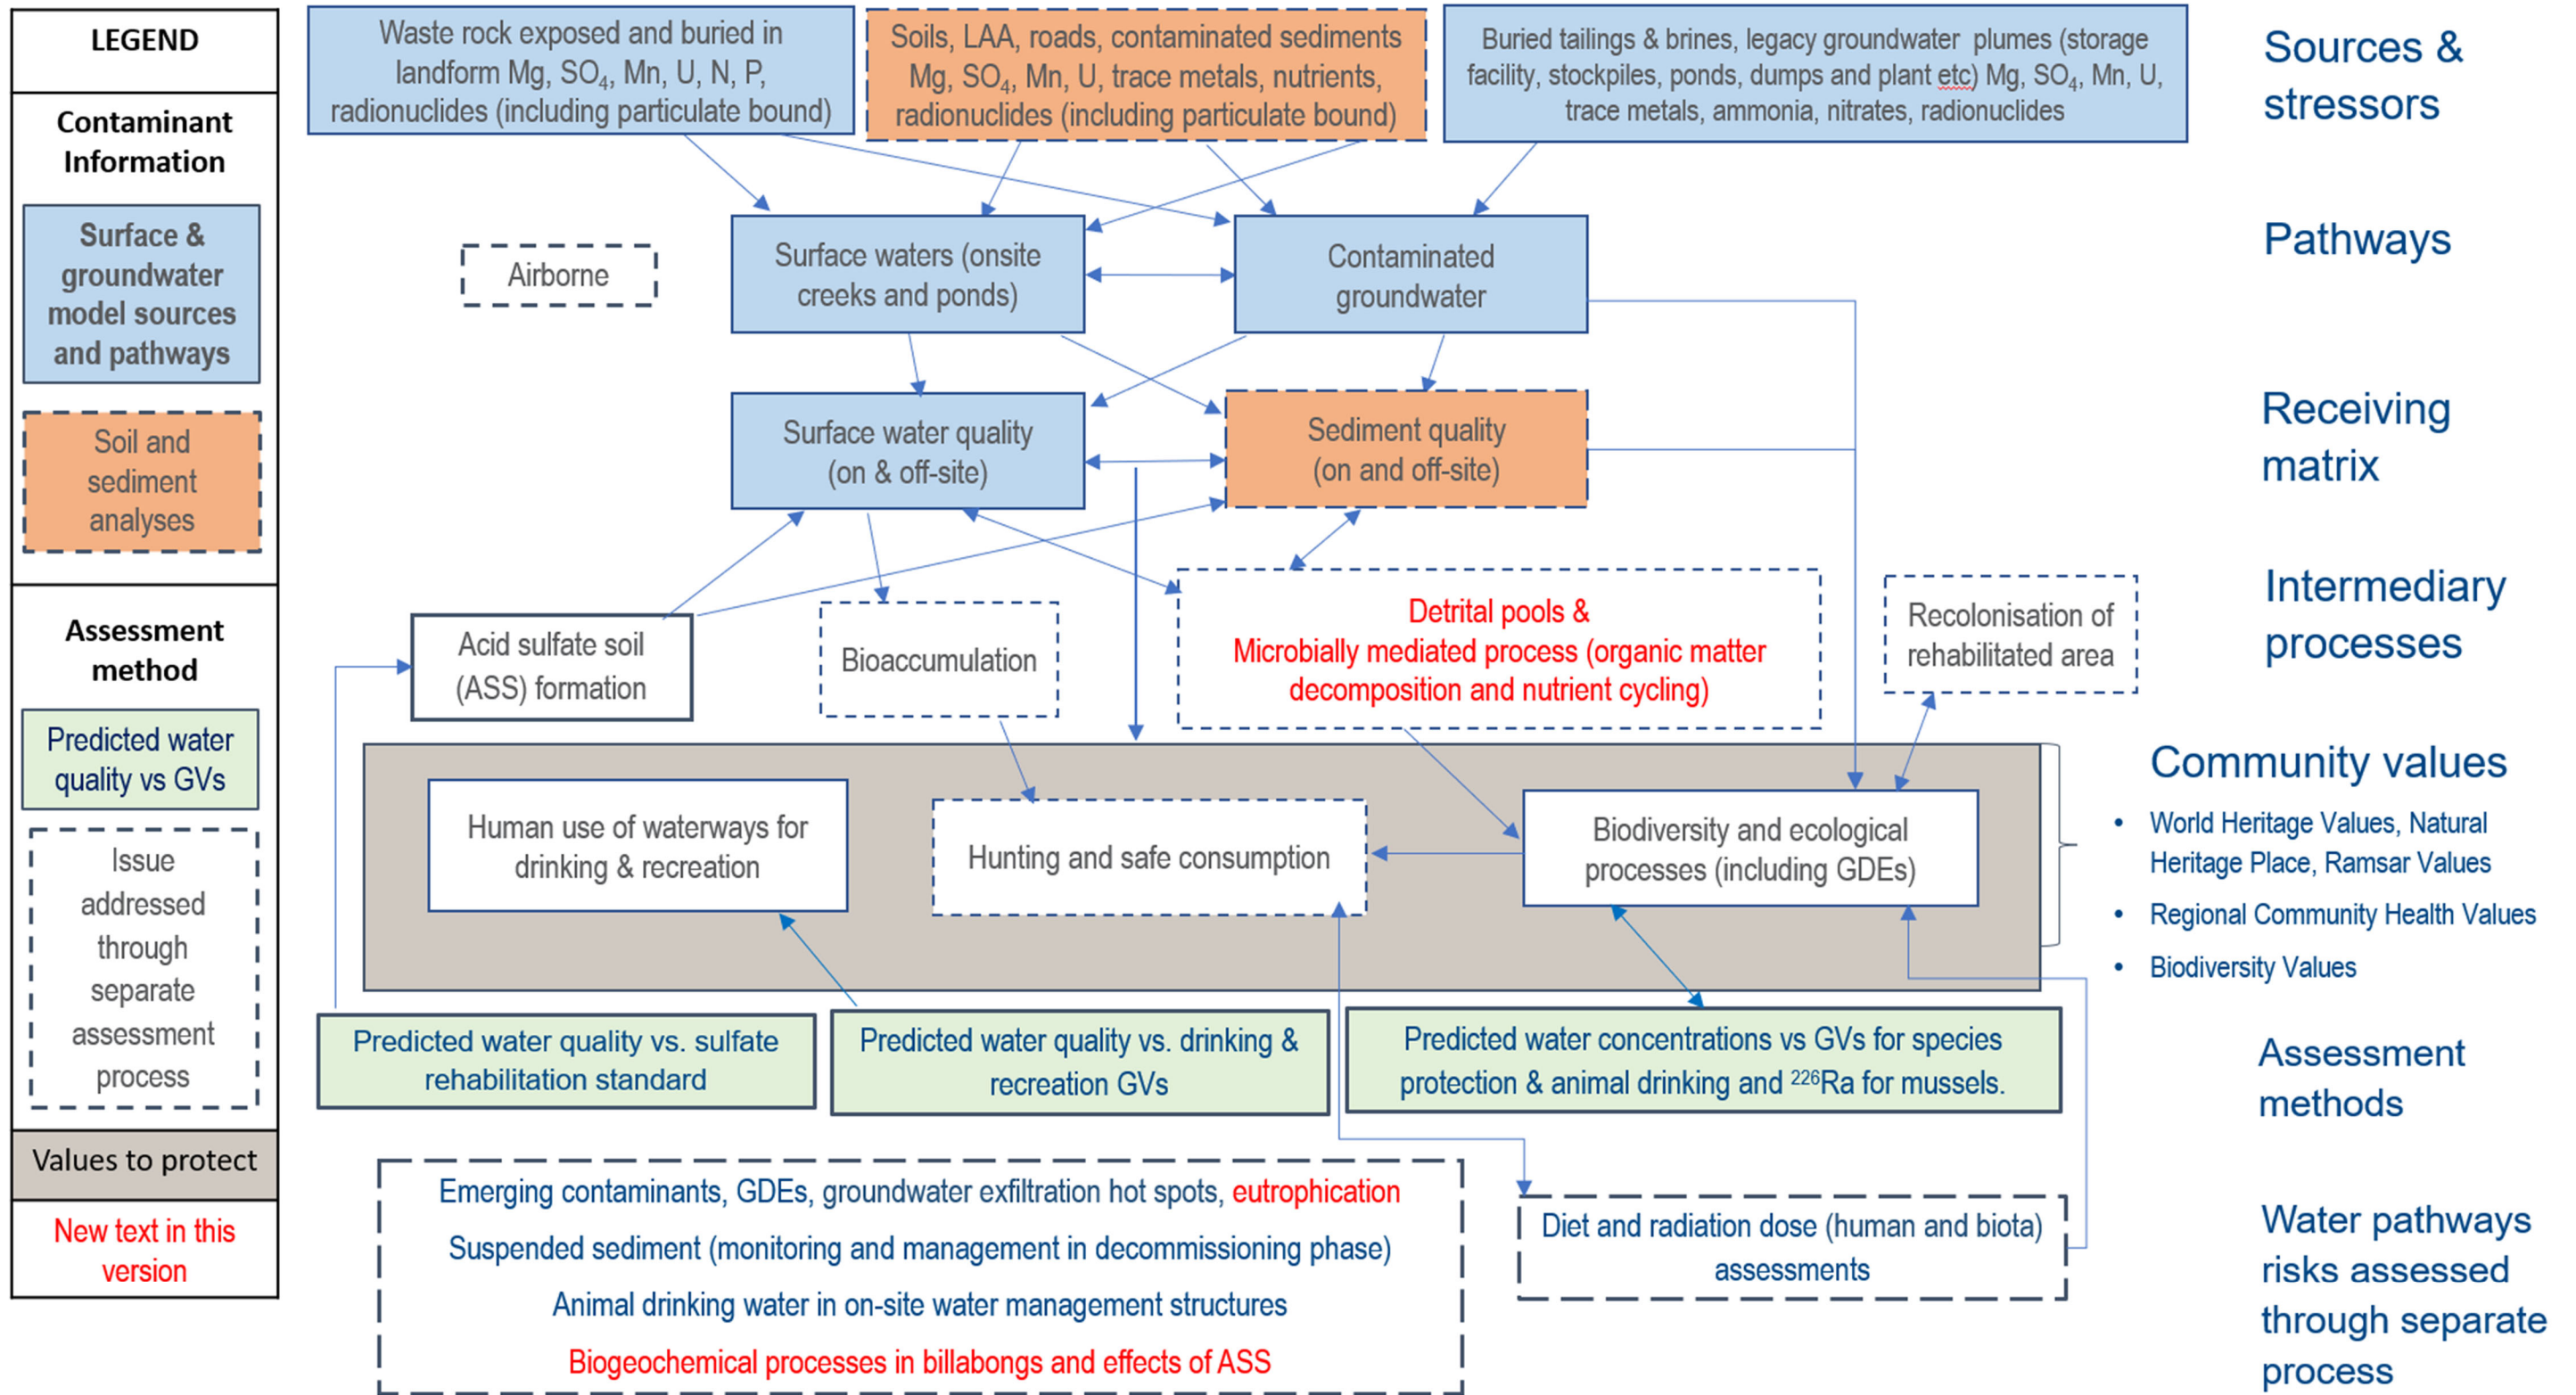 LEGEND
Contaminant
Information
Surface &
groundwater
model sources
and pathways
Soil and
sediment
analyses
Assessment
method
Predicted water
quality vs GVs
Issue
addressed
through
separate
assessment
process
Values to protect
New text in this
version
Waste rock exposed and buried in
landform Mg, SO₄, Mn, U, N, P,
radionuclides (including particulate bound)
Soils, LAA, roads, contaminated sediments
Mg, SO₄, Mn, U, trace metals, nutrients,
radionuclides (including particulate bound)
Buried tailings & brines, legacy groundwater plumes (storage
facility, stockpiles, ponds, dumps and plant etc) Mg, SO₄, Mn, U,
trace metals, ammonia, nitrates, radionuclides
Sources &
stressors
Airborne
Surface waters (onsite
creeks and ponds)
Contaminated
groundwater
Pathways
Surface water quality
(on & off-site)
Sediment quality
(on and off-site)
Receiving
matrix
Acid sulfate soil
(ASS) formation
Bioaccumulation
Detrital pools &
Microbially mediated process (organic matter
decomposition and nutrient cycling)
Recolonisation of
rehabilitated area
Intermediary
processes
Human use of waterways for
drinking & recreation
Hunting and safe consumption
Biodiversity and ecological
processes (including GDEs)
Community values
• World Heritage Values, Natural
Heritage Place, Ramsar Values
• Regional Community Health Values
• Biodiversity Values
Predicted water quality vs. sulfate
rehabilitation standard
Predicted water quality vs. drinking &
recreation GVs
Predicted water concentrations vs GVs for species
protection & animal drinking and ²²⁶Ra for mussels.
Assessment
methods
Emerging contaminants, GDEs, groundwater exfiltration hot spots, eutrophication
Suspended sediment (monitoring and management in decommissioning phase)
Animal drinking water in on-site water management structures
Biogeochemical processes in billabongs and effects of ASS
Diet and radiation dose (human and biota)
assessments
Water pathways
risks assessed
through separate
process